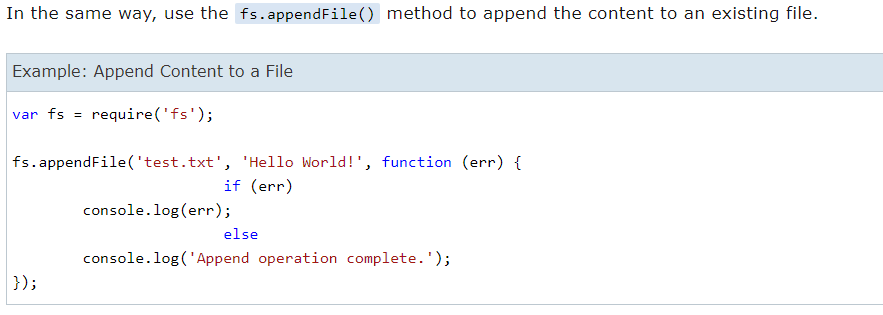 In the same way, use the fs.appendFile() method to append the content to an existing file.
Example: Append Content to a File
var fs = require('fs');
fs.appendFile('test.txt', 'Hello World!', function (err) {
if (err)
console.log(err);
else
console.log('Append operation complete.');
});